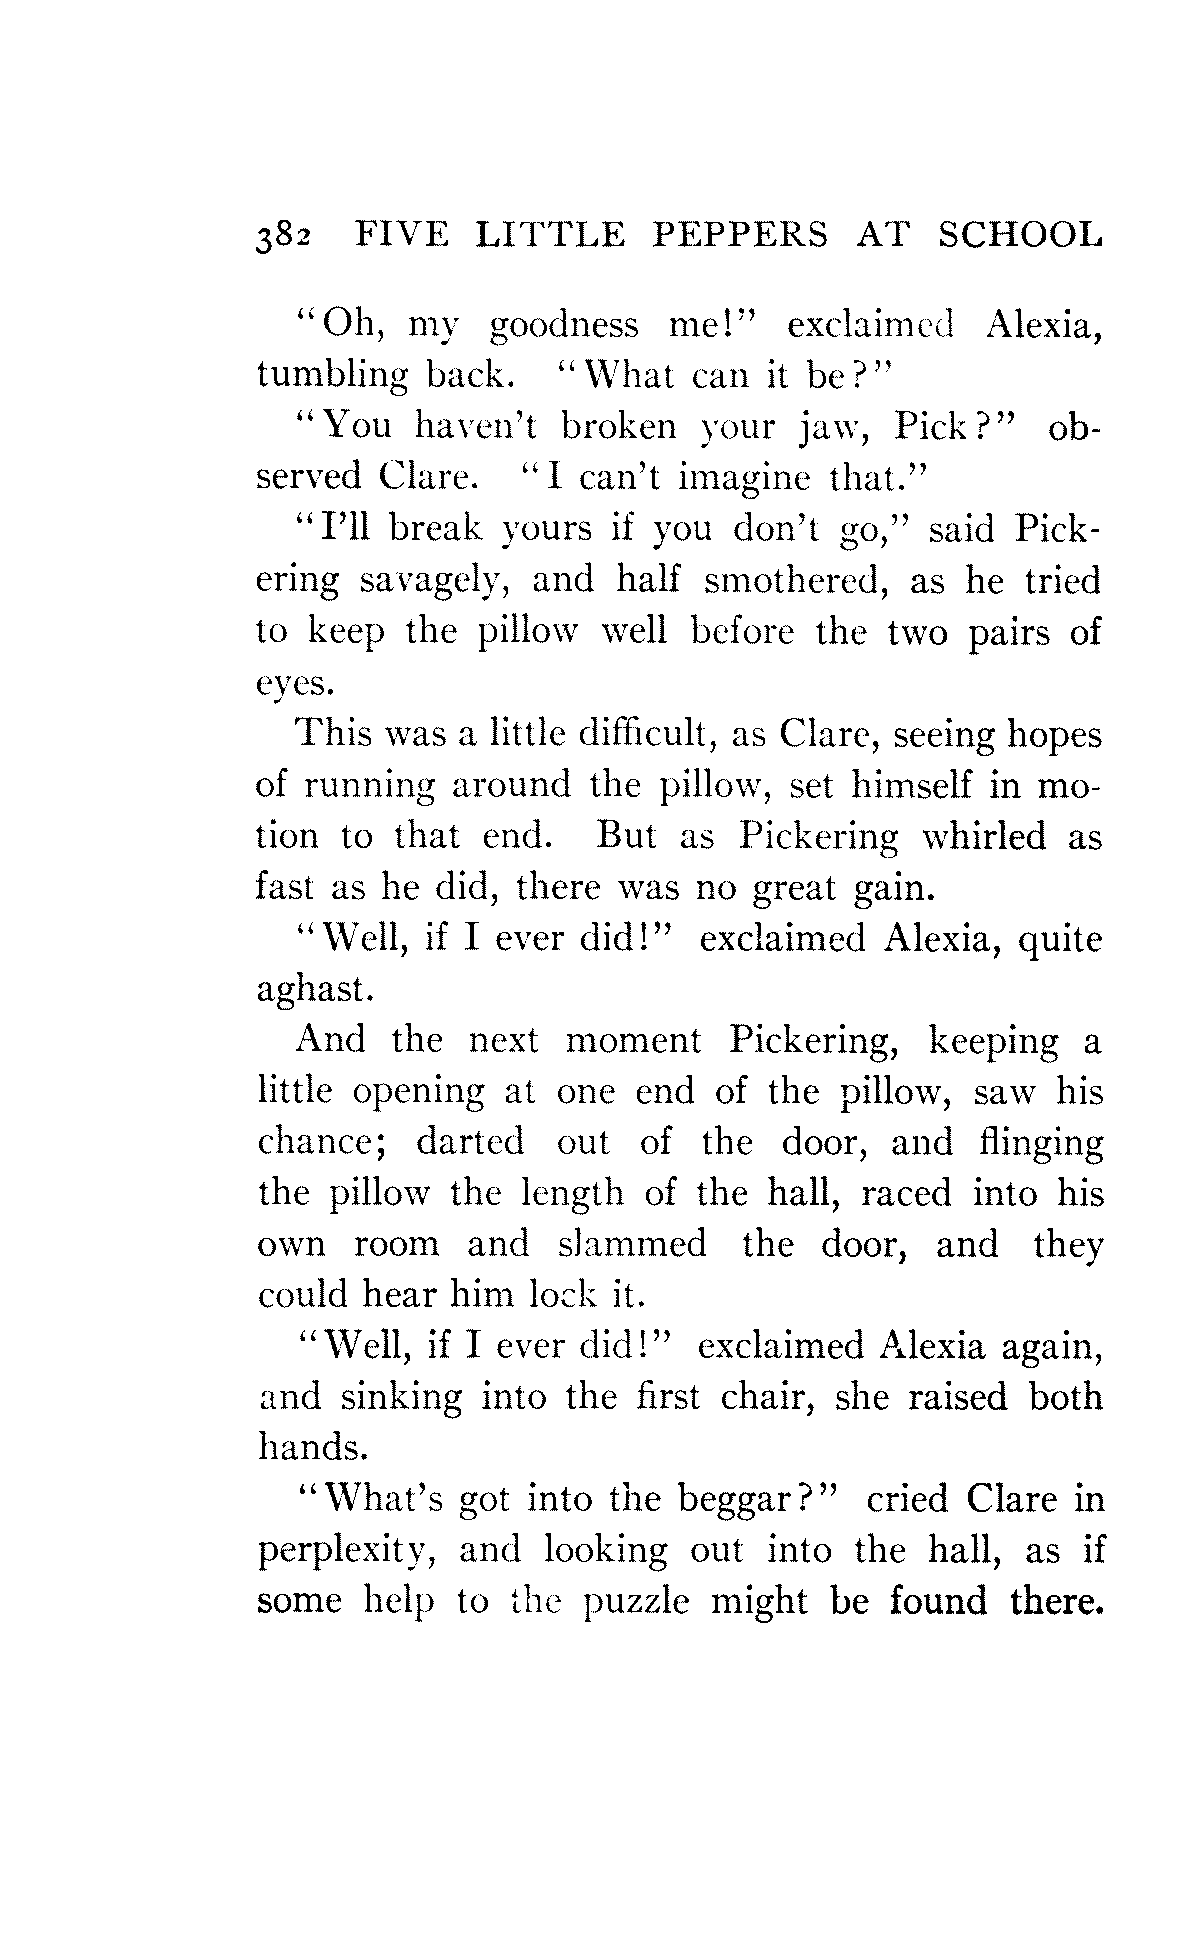 382 FIVE LITTLE PEPPERS AT SCHOOL
"Oh, my goodness me!" exclaimed Alexia,
tumbling back. "What can it be?"
"You haven't broken your jaw, Pick?" ob-
served Clare. "I can't imagine that."
"I'll break yours if you don't go," said Pick-
ering savagely, and half smothered, as he tried
to keep the pillow well before the two pairs of
eyes.
This was a little difficult, as Clare, seeing hopes
of running around the pillow, set himself in mo-
tion to that end. But as Pickering whirled as
fast as he did, there was no great gain.
"Well, if I ever did!" exclaimed Alexia, quite
aghast.
And the next moment Pickering, keeping a
little opening at one end of the pillow, saw his
chance; darted out of the door, and flinging
the pillow the length of the hall, raced into his
own room and slammed the door, and they
could hear him lock it.
"Well, if I ever did!" exclaimed Alexia again,
and sinking into the first chair, she raised both
hands.
"What's got into the beggar?" cried Clare in
perplexity, and looking out into the hall, as if
some help to the puzzle might be found there.